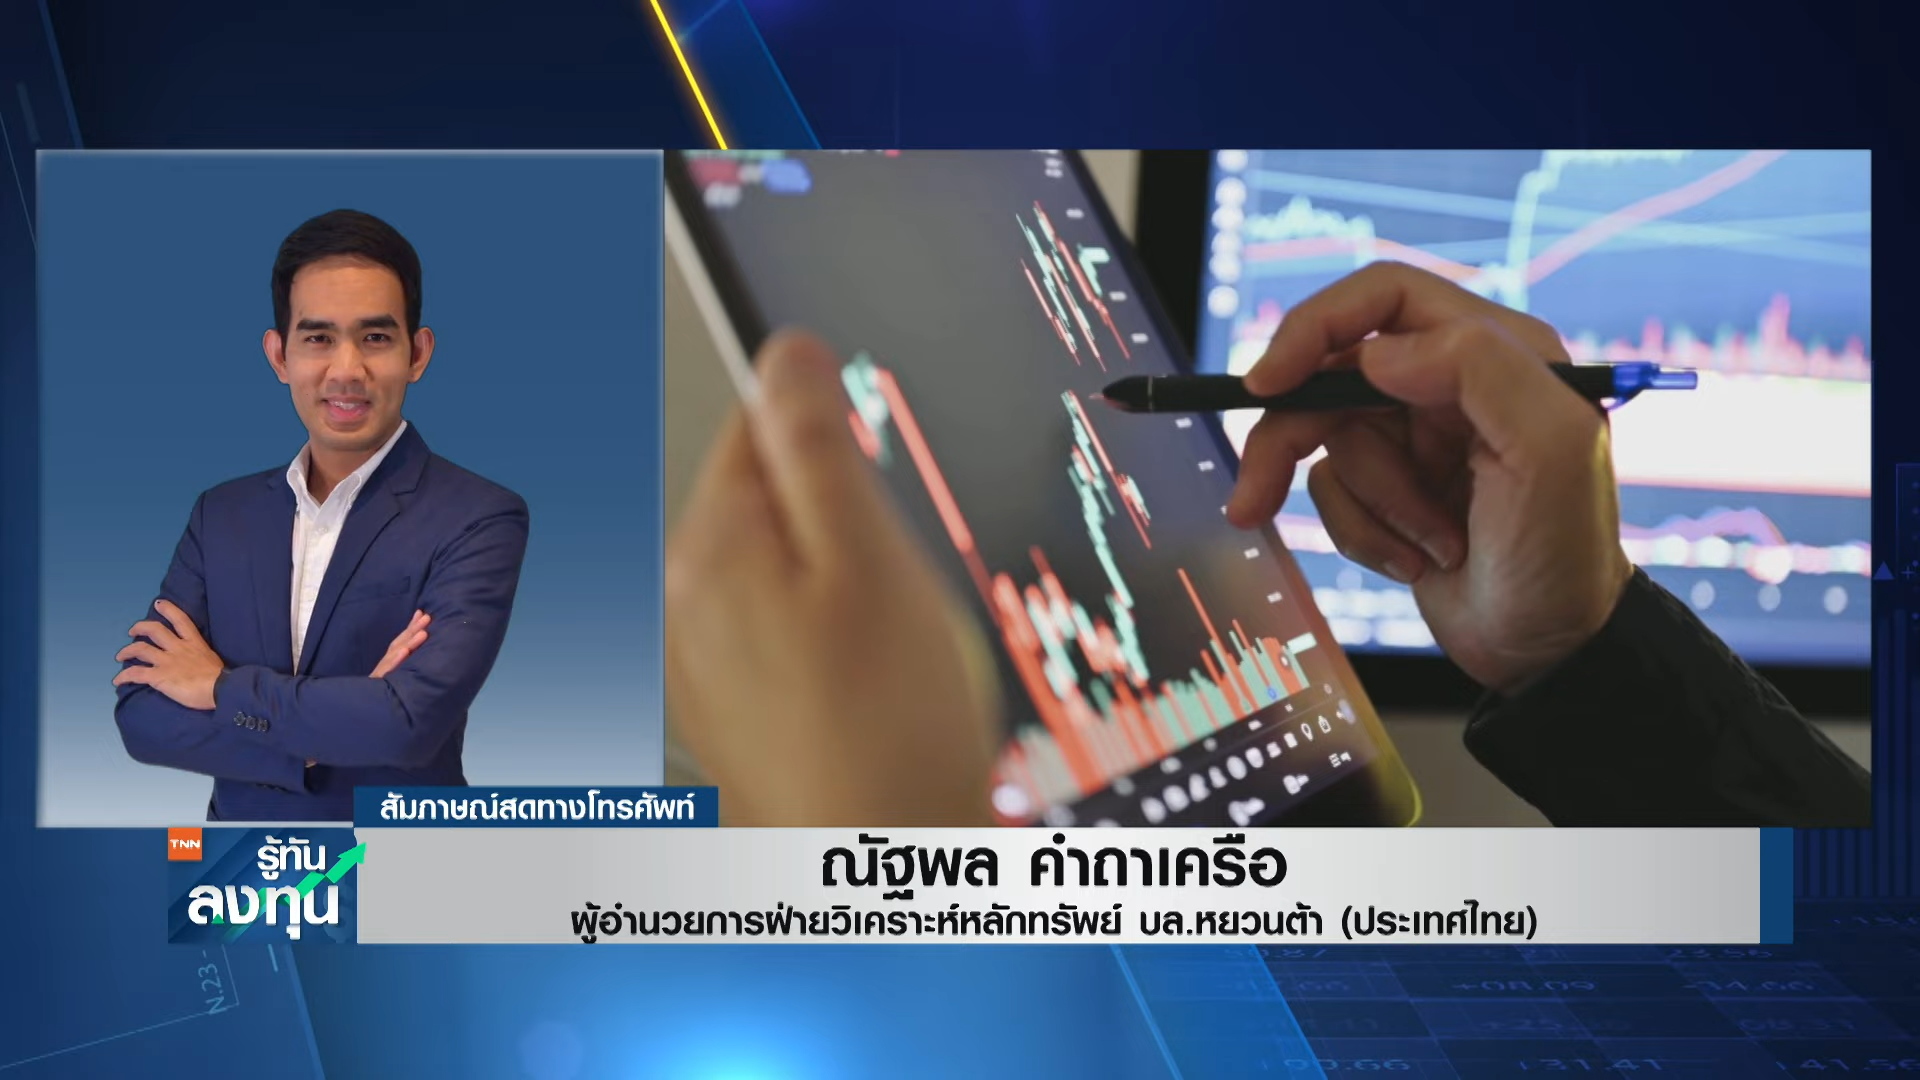 สัมภาษณ์สดทางโทรศัพท์
TNN
รู้ทัน
ลงทุน
ณัฐพล คำถาเครือ
ผู้อำนวยการฝ่ายวิเคราะห์หลักทรัพย์ บล.หยวนต้า (ประเทศไทย)
N.23 -